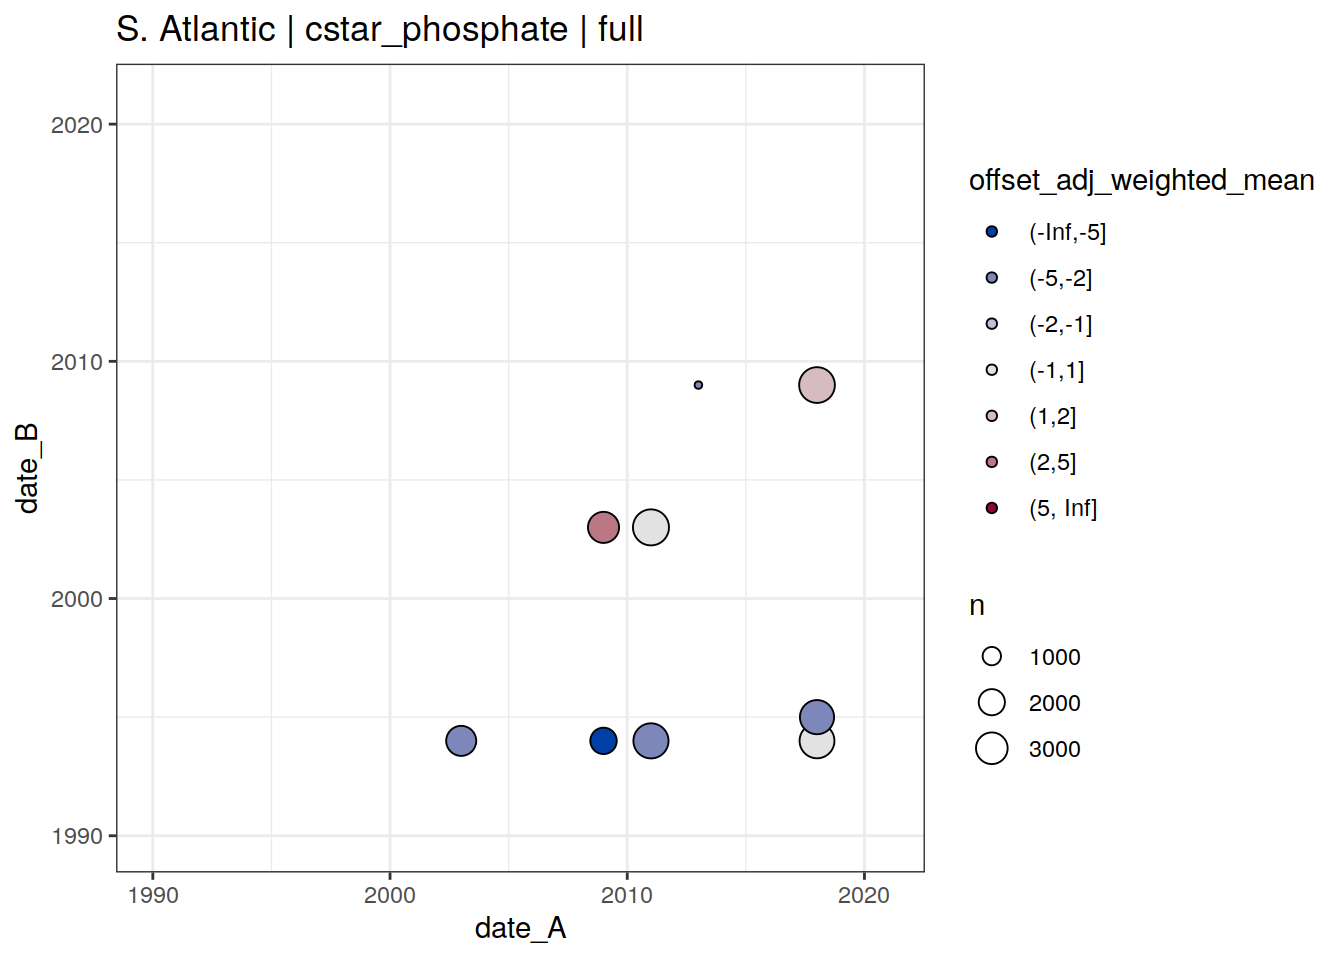 S. Atlantic | cstar_phosphate | full
2020
2010
2000
1990
date_B
1990
2000
2010
2020
date_A
offset_adj_weighted_mean
(-Inf,-5]
(-5,-2]
(-2,-1]
(-1,1]
(1,2]
(2,5]
(5, Inf]
n
1000
2000
3000